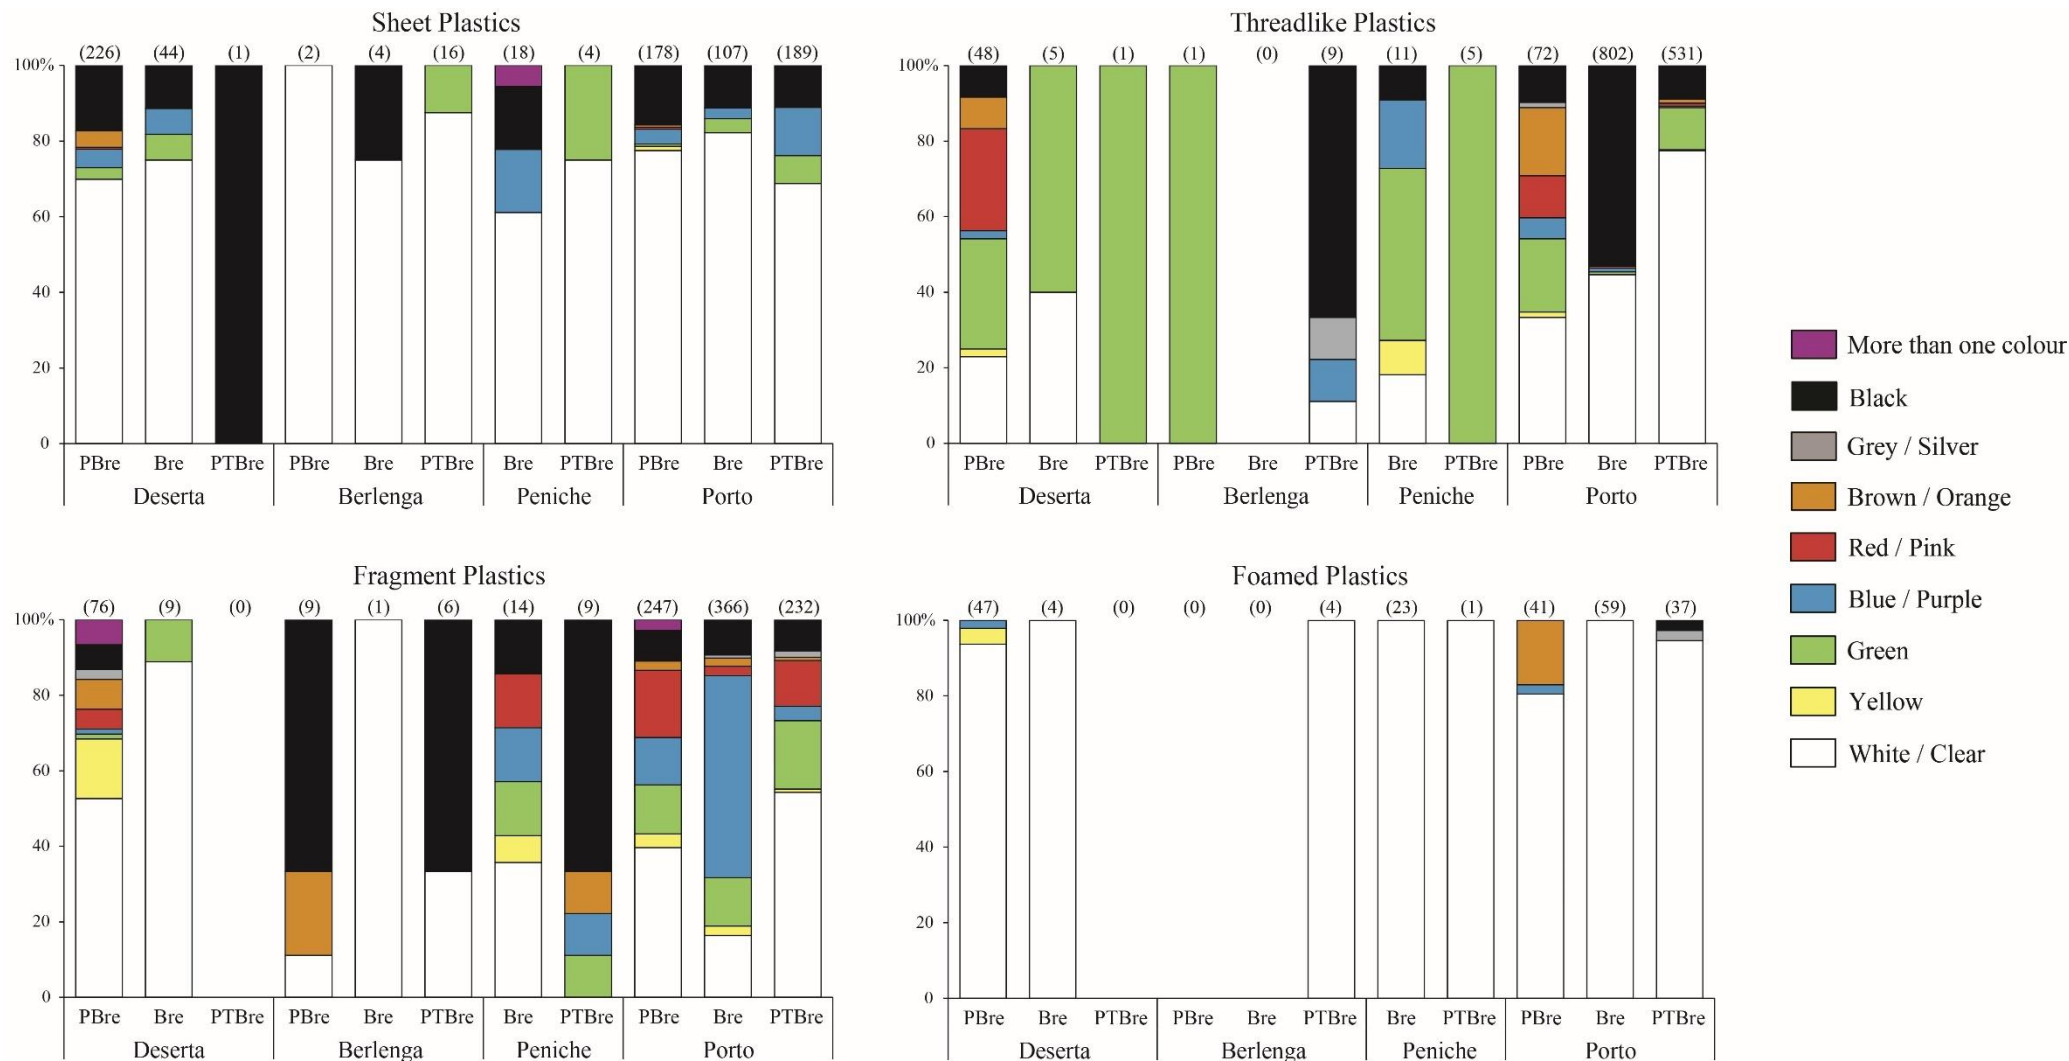 Sheet Plastics
(226) (44) (1) (2) (4) (16) (18) (4) (178) (107) (189)
100%
80
60
40
20
0
PBre Bre PTBre PBre Bre PTBre Bre PTBre PBre Bre PTBre
Deserta Berlenga Peniche Porto
Threadlike Plastics
(48) (5) (1) (1) (0) (9) (11) (5) (72) (802) (531)
100%
80
60
40
20
0
PBre Bre PTBre PBre Bre PTBre Bre PTBre PBre Bre PTBre
Deserta Berlenga Peniche Porto
Fragment Plastics
(76) (9) (0) (9) (1) (6) (14) (9) (247) (366) (232)
100%
80
60
40
20
0
PBre Bre PTBre PBre Bre PTBre Bre PTBre PBre Bre PTBre
Deserta Berlenga Peniche Porto
Foamed Plastics
(47) (4) (0) (0) (0) (4) (23) (1) (41) (59) (37)
100%
80
60
40
20
0
PBre Bre PTBre PBre Bre PTBre Bre PTBre PBre Bre PTBre
Deserta Berlenga Peniche Porto
More than one colour
Black
Grey / Silver
Brown / Orange
Red / Pink
Blue / Purple
Green
Yellow
White / Clear